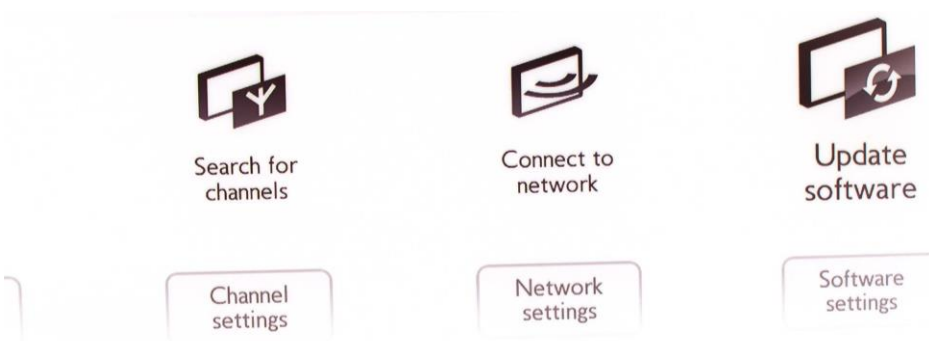 Search for
channels
Connect to
network
Update
software
Channel
settings
Network
settings
Software
settings